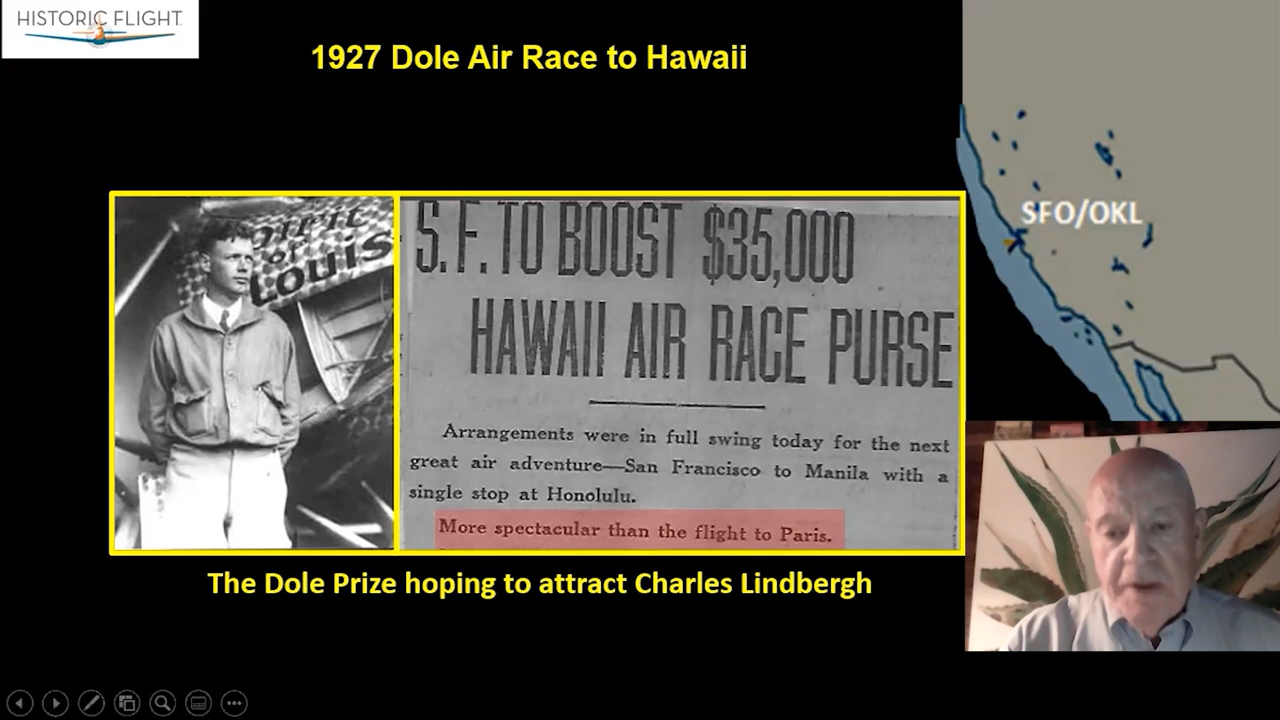 HISTORIC FLIGHT
1927 Dole Air Race to Hawaii
SFO/OKL
Spirit
of
Louis
S.F. TO BOOST $35,000
HAWAII AIR RACE PURSE
Arrangements were in full swing today for the next
great air adventure—San Francisco to Manila with a
single stop at Honolulu.
More spectacular than the flight to Paris.
The Dole Prize hoping to attract Charles Lindbergh